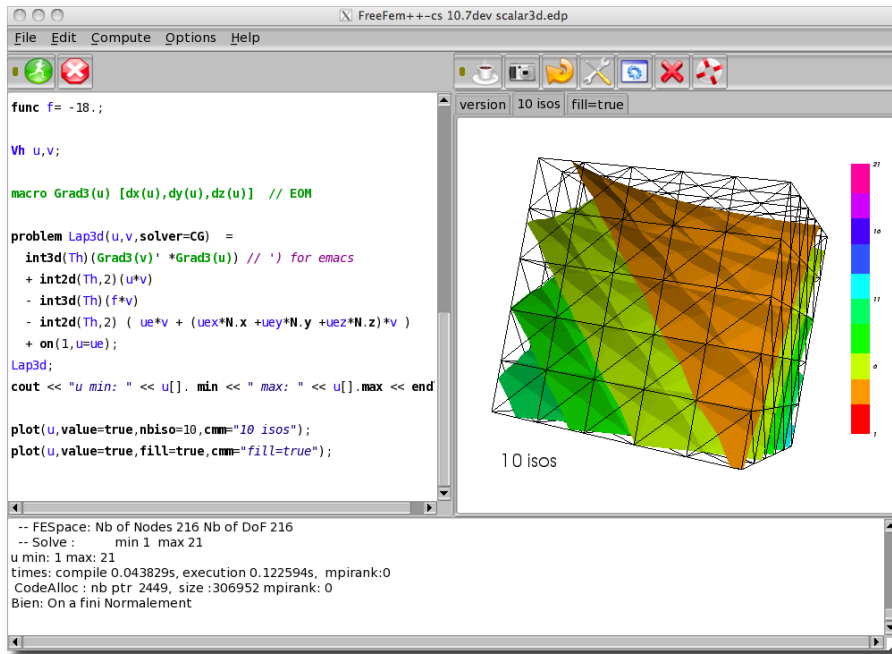 FreeFem++-cs 10.7dev scalar3d.edp
File Edit Compute Options Help
func f= -18.;
Vh u,v;
macro Grad3(u) [dx(u),dy(u),dz(u)]  // EOM
problem Lap3d(u,v,solver=CG)  =
int3d(Th)(Grad3(v)' *Grad3(u)) // ') for emacs
+ int2d(Th,2)(u*v)
- int3d(Th)(f*v)
- int2d(Th,2) ( ue*v + (uex*N.x +uey*N.y +uez*N.z)*v )
+ on(1,u=ue);
Lap3d;
cout << "u min: " << u[]. min << " max: " << u[].max << endl
plot(u,value=true,nbiso=10,cmm="10 isos");
plot(u,value=true,fill=true,cmm="fill=true");
version 10 isos fill=true
21
16
11
6
1
10 isos
-- FESpace: Nb of Nodes 216 Nb of DoF 216
-- Solve :          min 1  max 21
u min: 1 max: 21
times: compile 0.043829s, execution 0.122594s,  mpirank:0
CodeAlloc : nb ptr  2449,  size :306952 mpirank: 0
Bien: On a fini Normalement